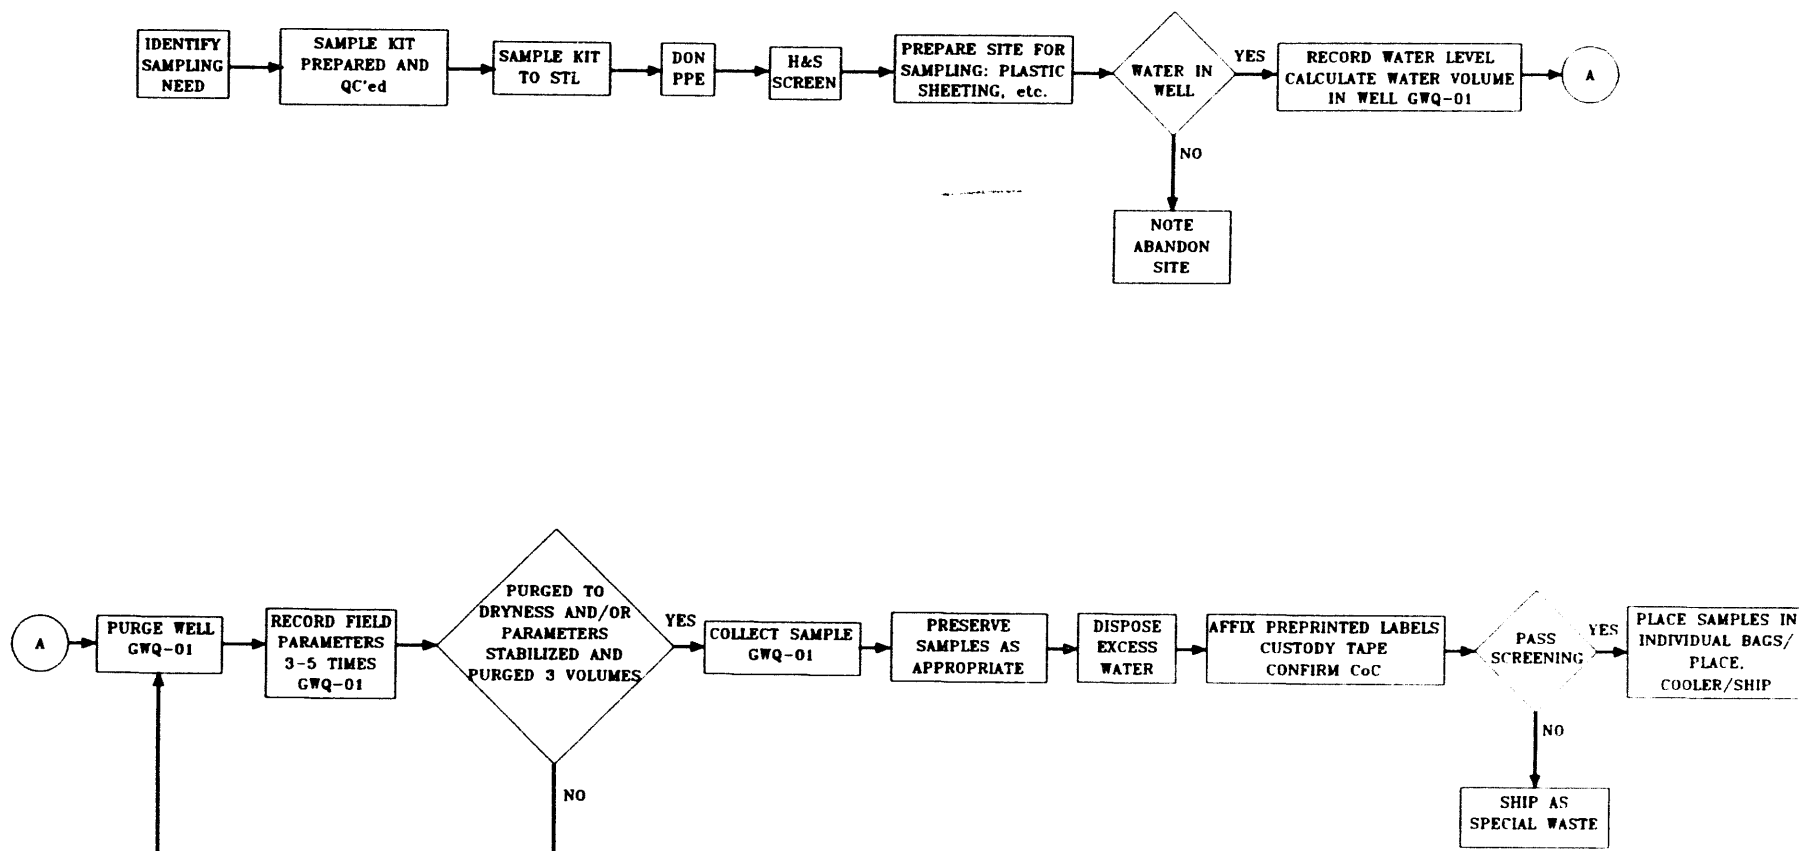 IDENTIFY
SAMPLING
NEED
SAMPLE KIT
PREPARED AND
QC'ed
SAMPLE KIT
TO STL
DON
PPE
H&S
SCREEN
PREPARE SITE FOR
SAMPLING: PLASTIC
SHEETING, etc.
WATER IN
WELL
YES
RECORD WATER LEVEL
CALCULATE WATER VOLUME
IN WELL GWQ-01
A
NO
NOTE
ABANDON
SITE
A
PURGE WELL
GWQ-01
RECORD FIELD
PARAMETERS
3-5 TIMES
GWQ-01
PURGED TO
DRYNESS AND/OR
PARAMETERS
STABILIZED AND
PURGED 3 VOLUMES
YES
COLLECT SAMPLE
GWQ-01
PRESERVE
SAMPLES AS
APPROPRIATE
DISPOSE
EXCESS
WATER
AFFIX PREPRINTED LABELS
CUSTODY TAPE
CONFIRM CoC
PASS
SCREENING
YES
PLACE SAMPLES IN
INDIVIDUAL BAGS/
PLACE.
COOLER/SHIP
NO
NO
SHIP AS
SPECIAL WASTE